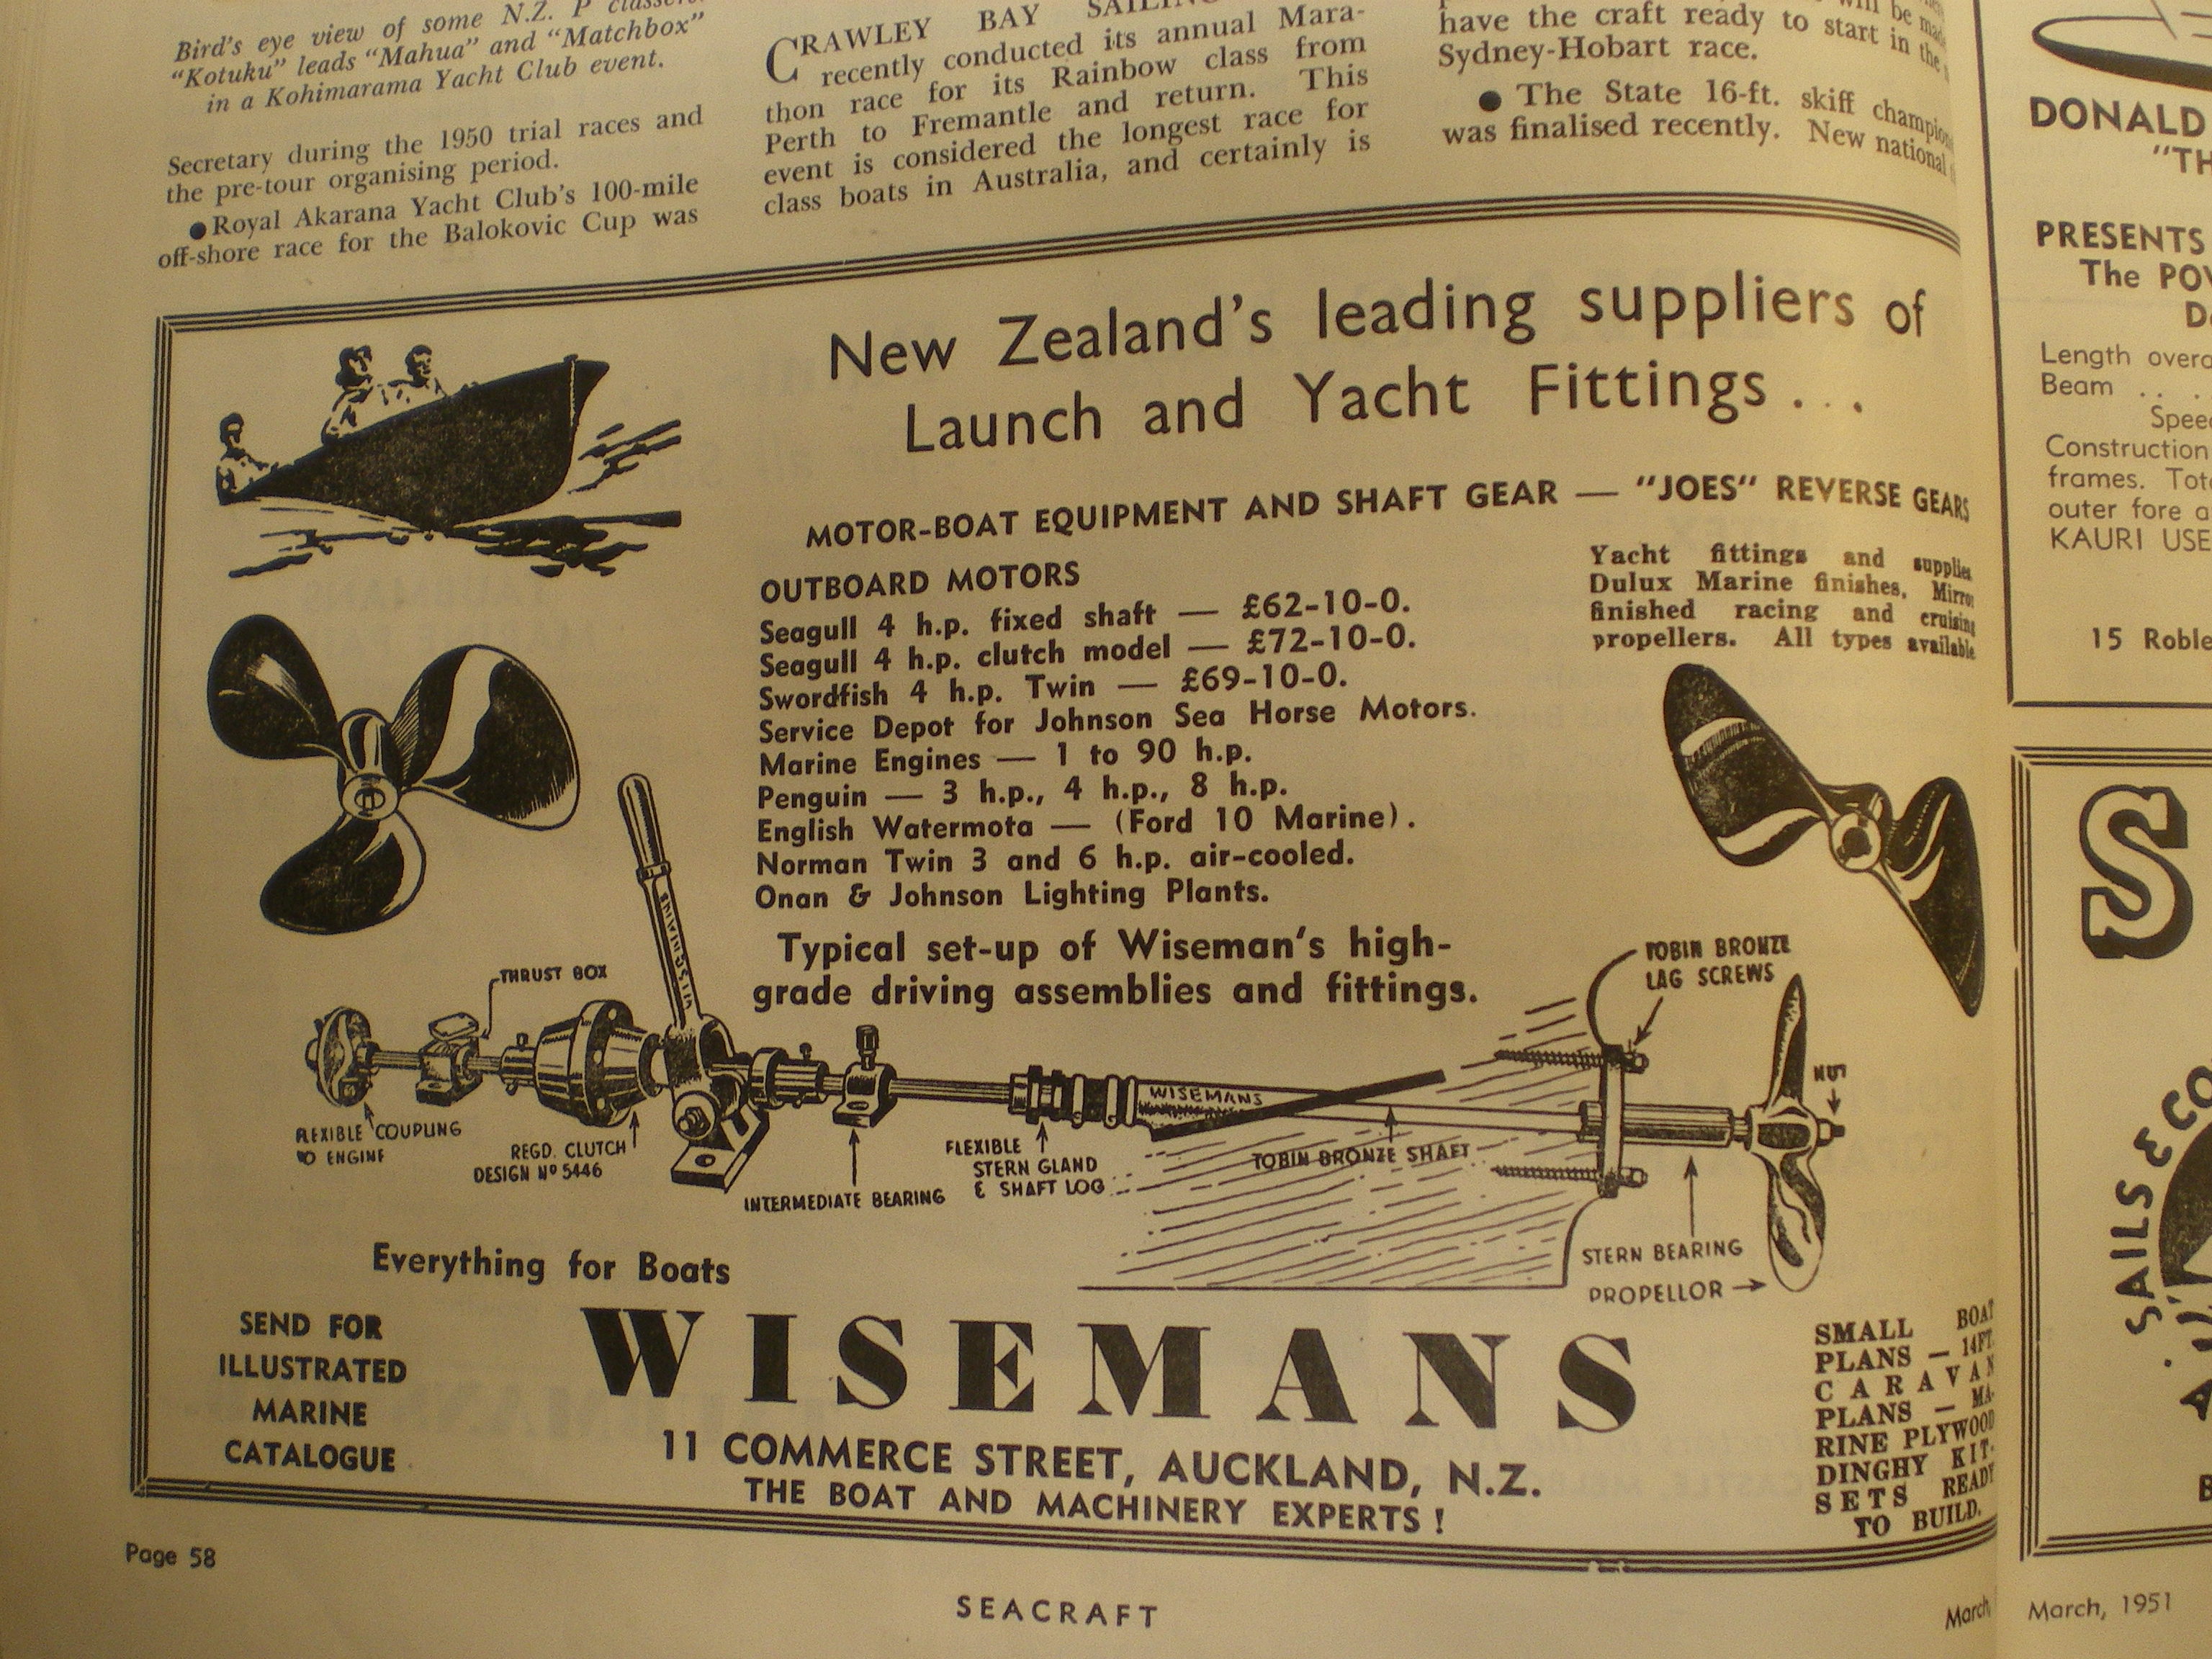 Bird's eye view of some N.Z. P
"Kotuku" leads "Mahua" and "Matchbox"
in a Kohimarama Yacht Club event.
Secretary during the 1950 trial races and
the pre-tour organising period.
● Royal Akarana Yacht Club's 100-mile
off-shore race for the Balokovic Cup was
CRAWLEY BAY
recently conducted its annual Mara-
thon race for its Rainbow class from
Perth to Fremantle and return. This
event is considered the longest race for
class boats in Australia, and certainly is
will be made
have the craft ready to start in the
Sydney-Hobart race.
● The State 16-ft. skiff
was finalised recently. New national
New Zealand's leading suppliers of
Launch and Yacht Fittings . . .
MOTOR-BOAT EQUIPMENT AND SHAFT GEAR — "JOES" REVERSE GEARS
OUTBOARD MOTORS
Seagull 4 h.p. fixed shaft — £62-10-0.
Seagull 4 h.p. clutch model — £72-10-0.
Swordfish 4 h.p. Twin — £69-10-0.
Service Depot for Johnson Sea Horse Motors.
Marine Engines — 1 to 90 h.p.
Penguin — 3 h.p., 4 h.p., 8 h.p.
English Watermota — (Ford 10 Marine).
Norman Twin 3 and 6 h.p. air-cooled.
Onan & Johnson Lighting Plants.
Yacht fittings and supplies
Dulux Marine finishes, Mirror
finished racing and cruising
propellers. All types available
Typical set-up of Wiseman's high-
grade driving assemblies and fittings.
THRUST BOX
WISEMANS
FLEXIBLE COUPLING
TO ENGINE
REGD. CLUTCH
DESIGN Nº 5446
INTERMEDIATE BEARING
FLEXIBLE
STERN GLAND
& SHAFT LOG
WISEMANS
TOBIN BRONZE SHAFT
TOBIN BRONZE
LAG SCREWS
NUT
STERN BEARING
PROPELLOR
Everything for Boats
SEND FOR
ILLUSTRATED
MARINE
CATALOGUE
WISEMANS
11 COMMERCE STREET, AUCKLAND, N.Z.
THE BOAT AND MACHINERY EXPERTS !
SMALL BOAT
PLANS — 14FT.
CARAVAN
PLANS — MA-
RINE PLYWOOD
DINGHY KIT-
SETS READY
TO BUILD.
Page 58
SEACRAFT
March
DONALD
"TH
PRESENTS
The POW
Length overa
Beam . .
Speed
Construction
frames. Tot
outer fore a
KAURI USE
15 Roble
S
SAILS & CO
March, 1951